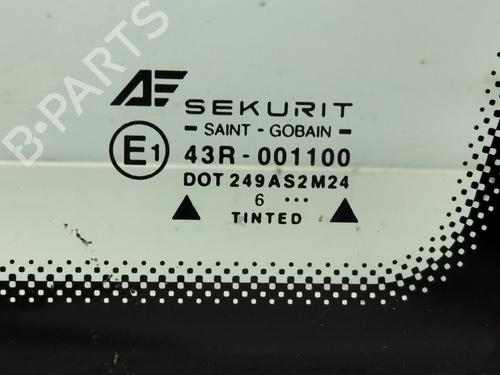 B-PARTS
AE SEKURIT
- SAINT - GOBAIN -
E1 43R - 001100
DOT 249AS2M24
6 ...
TINTED